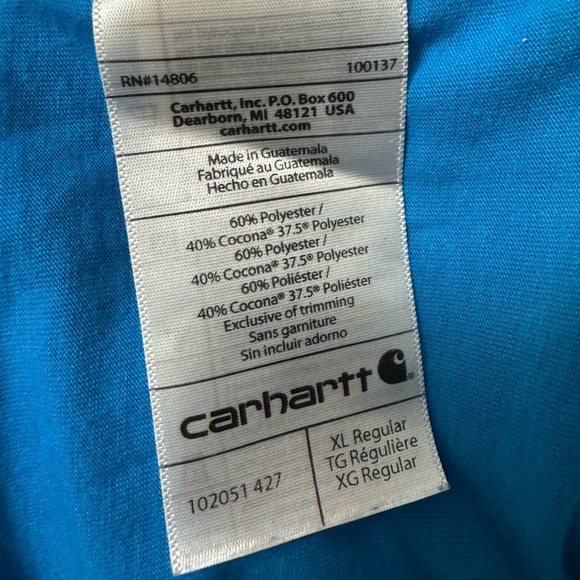 RN#14806 100137
Carhartt, Inc. P.O. Box 600
Dearborn, MI 48121 USA
carhartt.com
Made in Guatemala
Fabriqué au Guatemala
Hecho en Guatemala
60% Polyester /
40% Cocona® 37.5® Polyester
60% Polyester /
40% Cocona® 37.5® Polyester
60% Poliéster /
40% Cocona® 37.5® Poliéster
Exclusive of trimming
Sans garniture
Sin incluir adorno
carhartt®
102051 427
XL Regular
TG Régulière
XG Regular